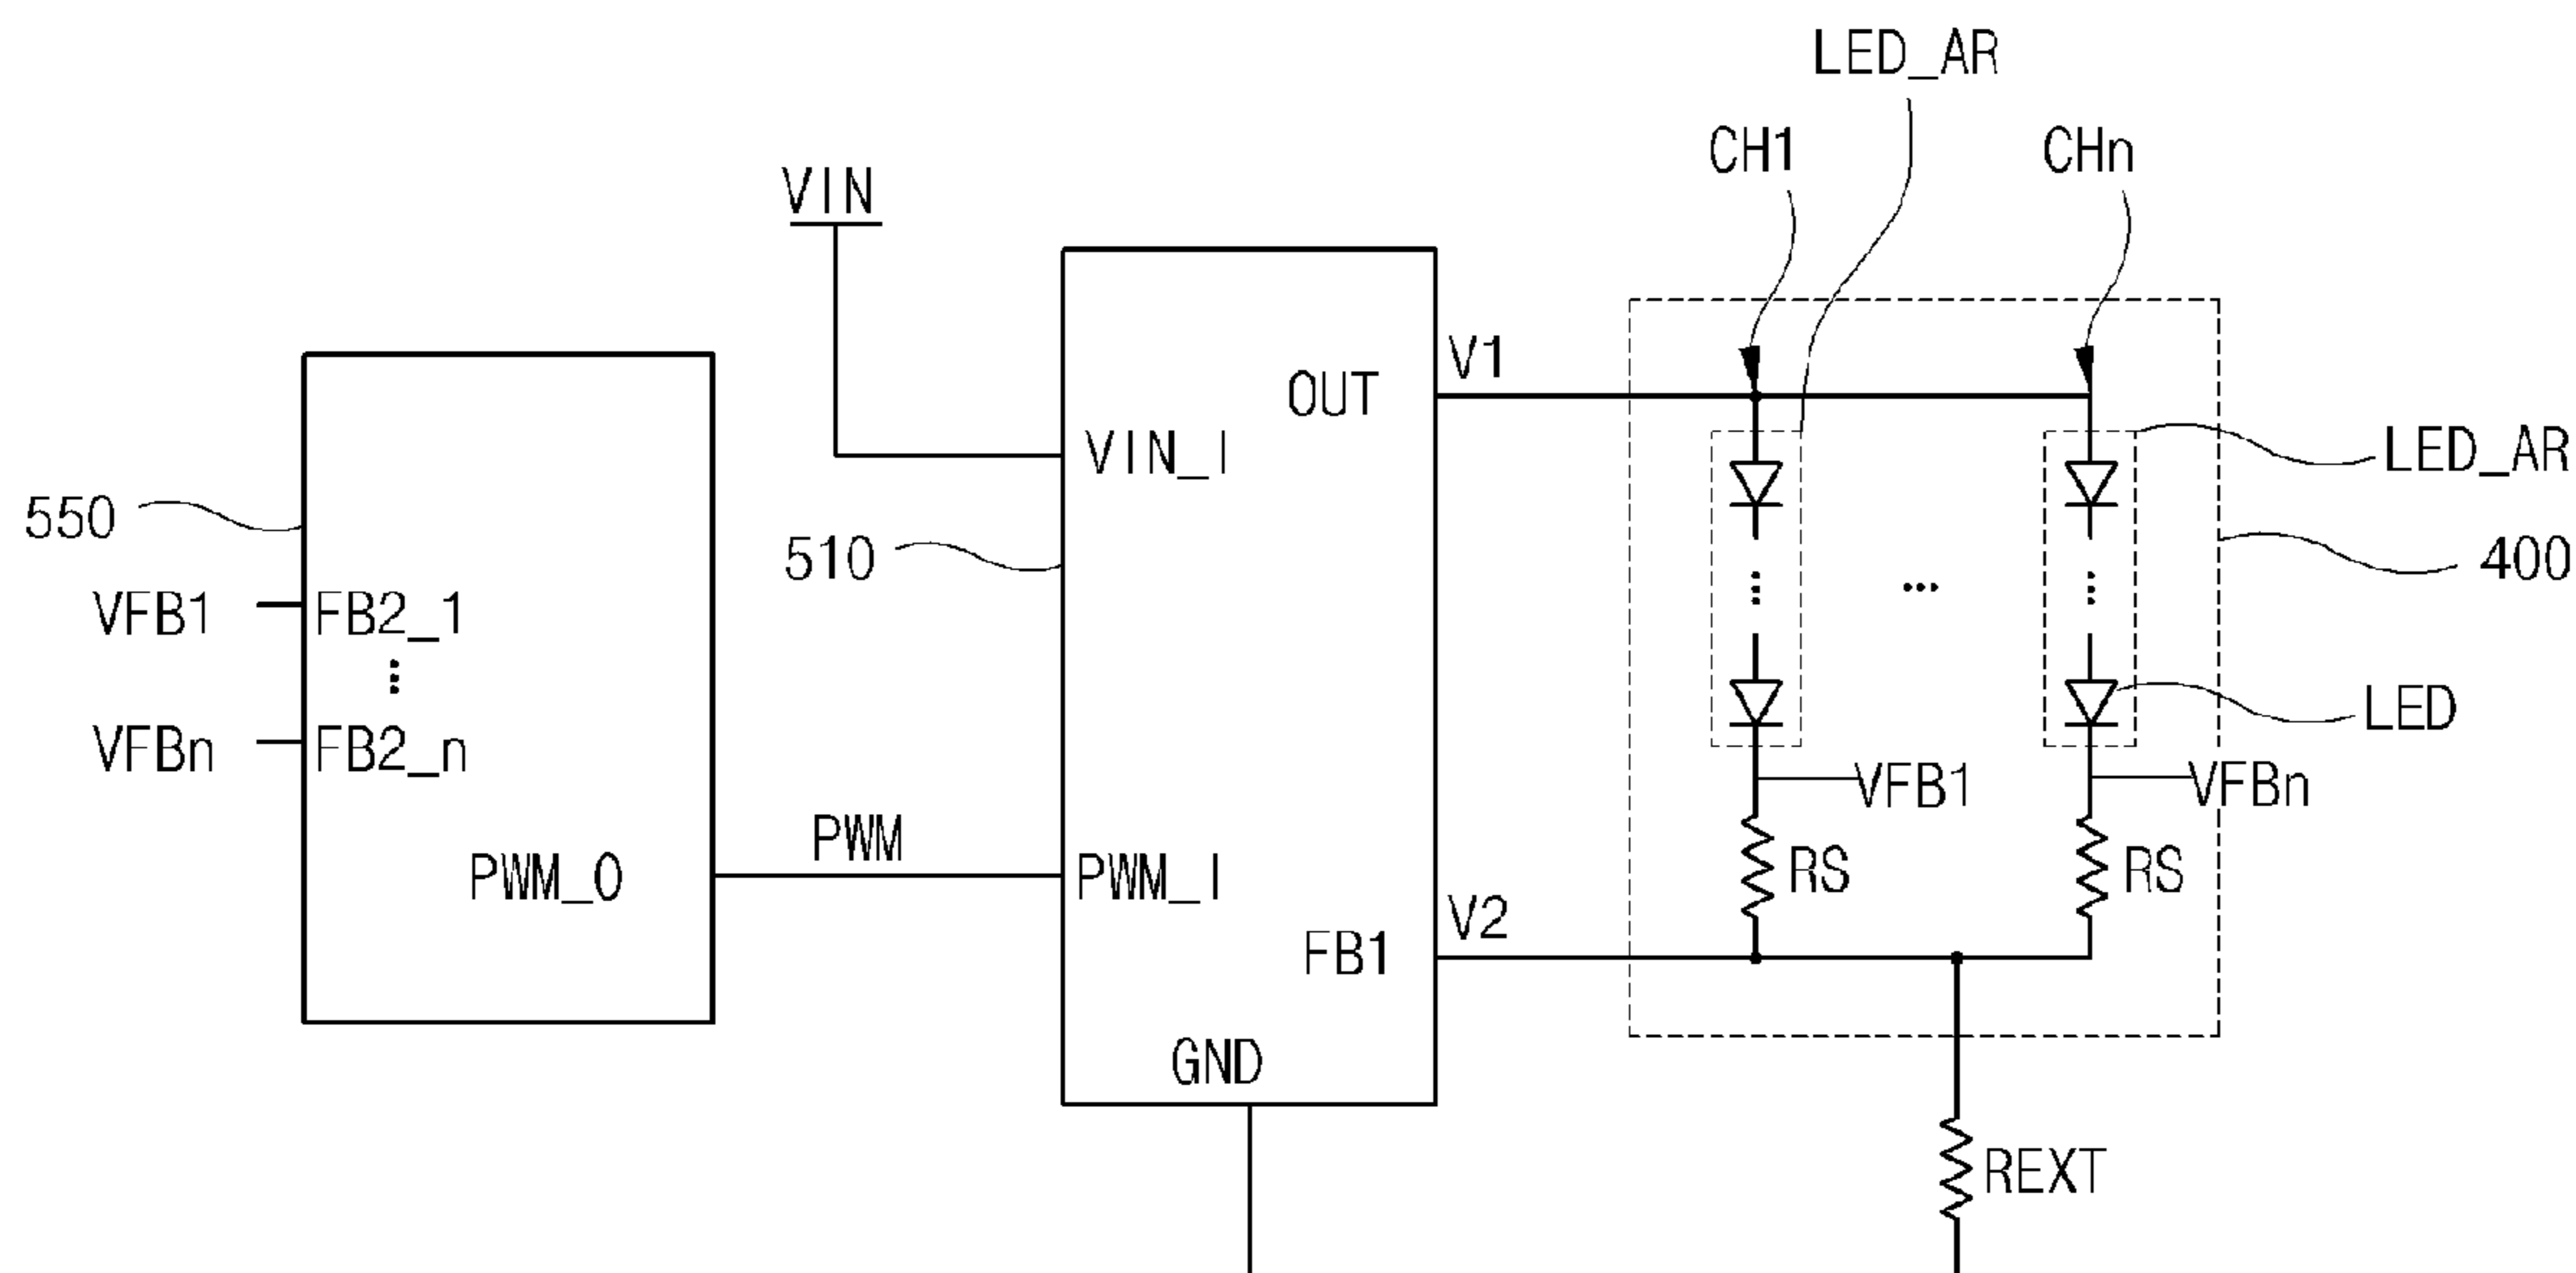 LED_AR
CH1
CHn
VIN
V1
OUT
VIN_I
LED_AR
550
510
400
VFB1
FB2_1
VFBn
FB2_n
LED
VFB1
VFBn
PWM
PWM_O
PWM_I
RS
RS
V2
FB1
GND
REXT